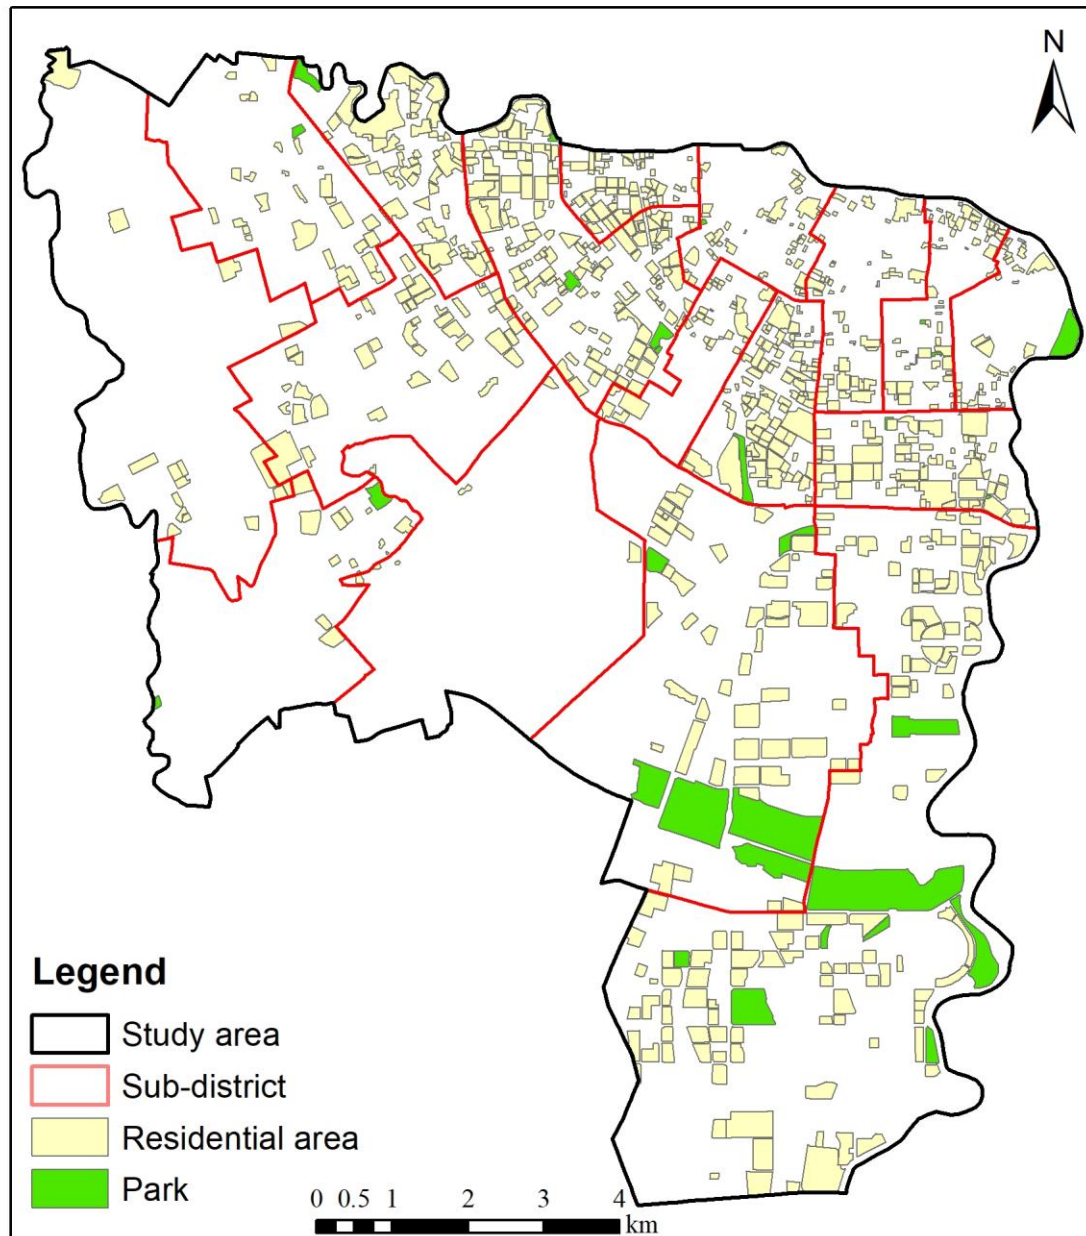 N
Legend
Study area
Sub-district
Residential area
Park
0 0.5 1 2 3 4
km